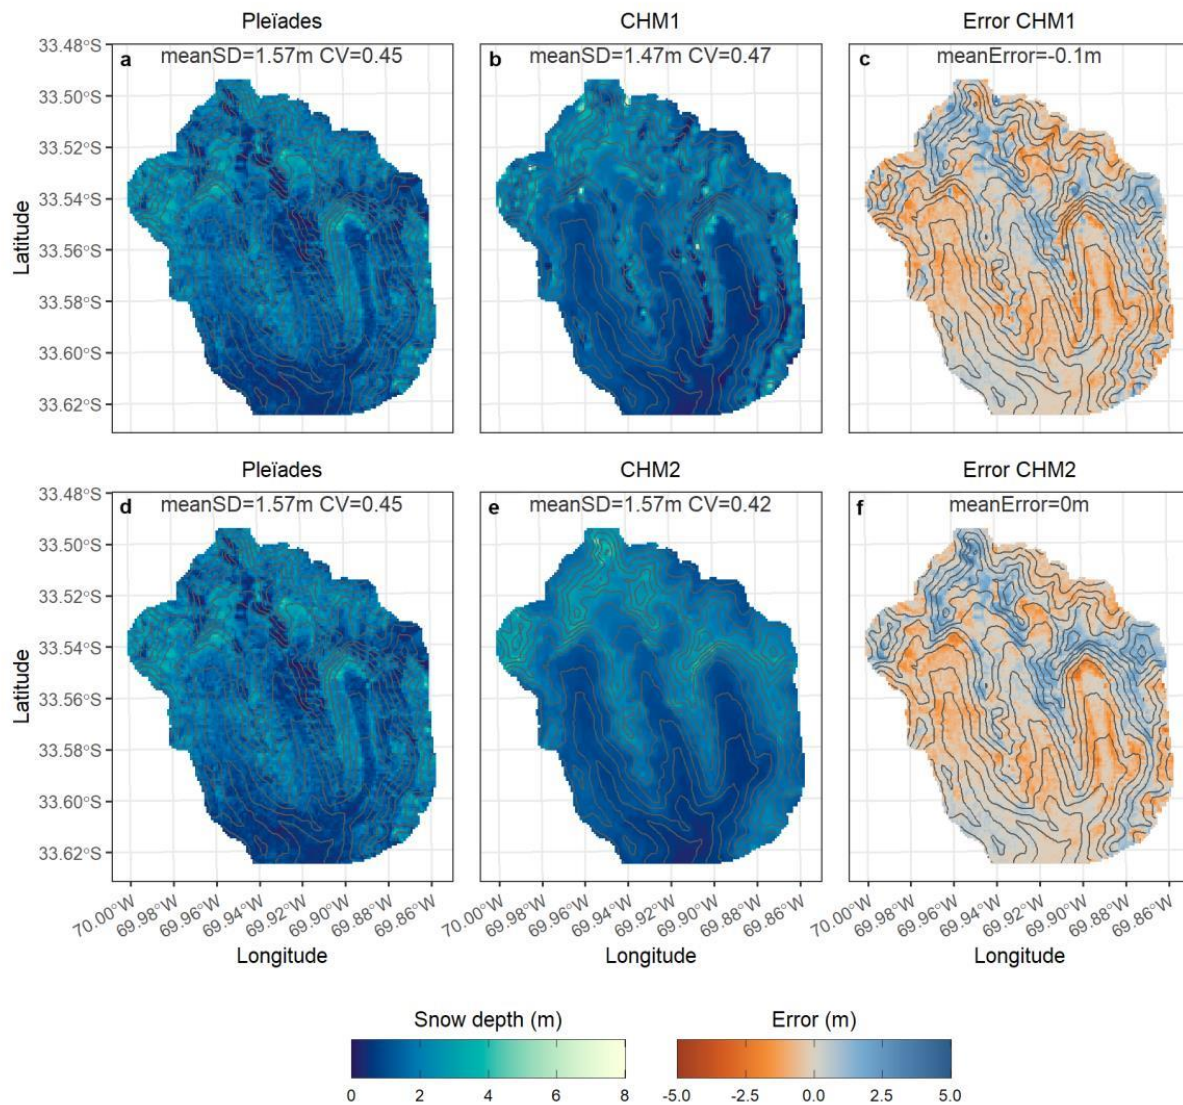 Pleïades CHM1 Error CHM1
a meanSD=1.57m CV=0.45 b meanSD=1.47m CV=0.47 c meanError=-0.1m
33.48°S
33.50°S
33.52°S
33.54°S
33.56°S
33.58°S
33.60°S
33.62°S
Latitude
Pleïades CHM2 Error CHM2
d meanSD=1.57m CV=0.45 e meanSD=1.57m CV=0.42 f meanError=0m
33.48°S
33.50°S
33.52°S
33.54°S
33.56°S
33.58°S
33.60°S
33.62°S
Latitude
70.00°W 69.98°W 69.96°W 69.94°W 69.92°W 69.90°W 69.88°W 69.86°W 70.00°W 69.98°W 69.96°W 69.94°W 69.92°W 69.90°W 69.88°W 69.86°W 70.00°W 69.98°W 69.96°W 69.94°W 69.92°W 69.90°W 69.88°W 69.86°W
Longitude Longitude Longitude
Snow depth (m) Error (m)
0 2 4 6 8 -5.0 -2.5 0.0 2.5 5.0